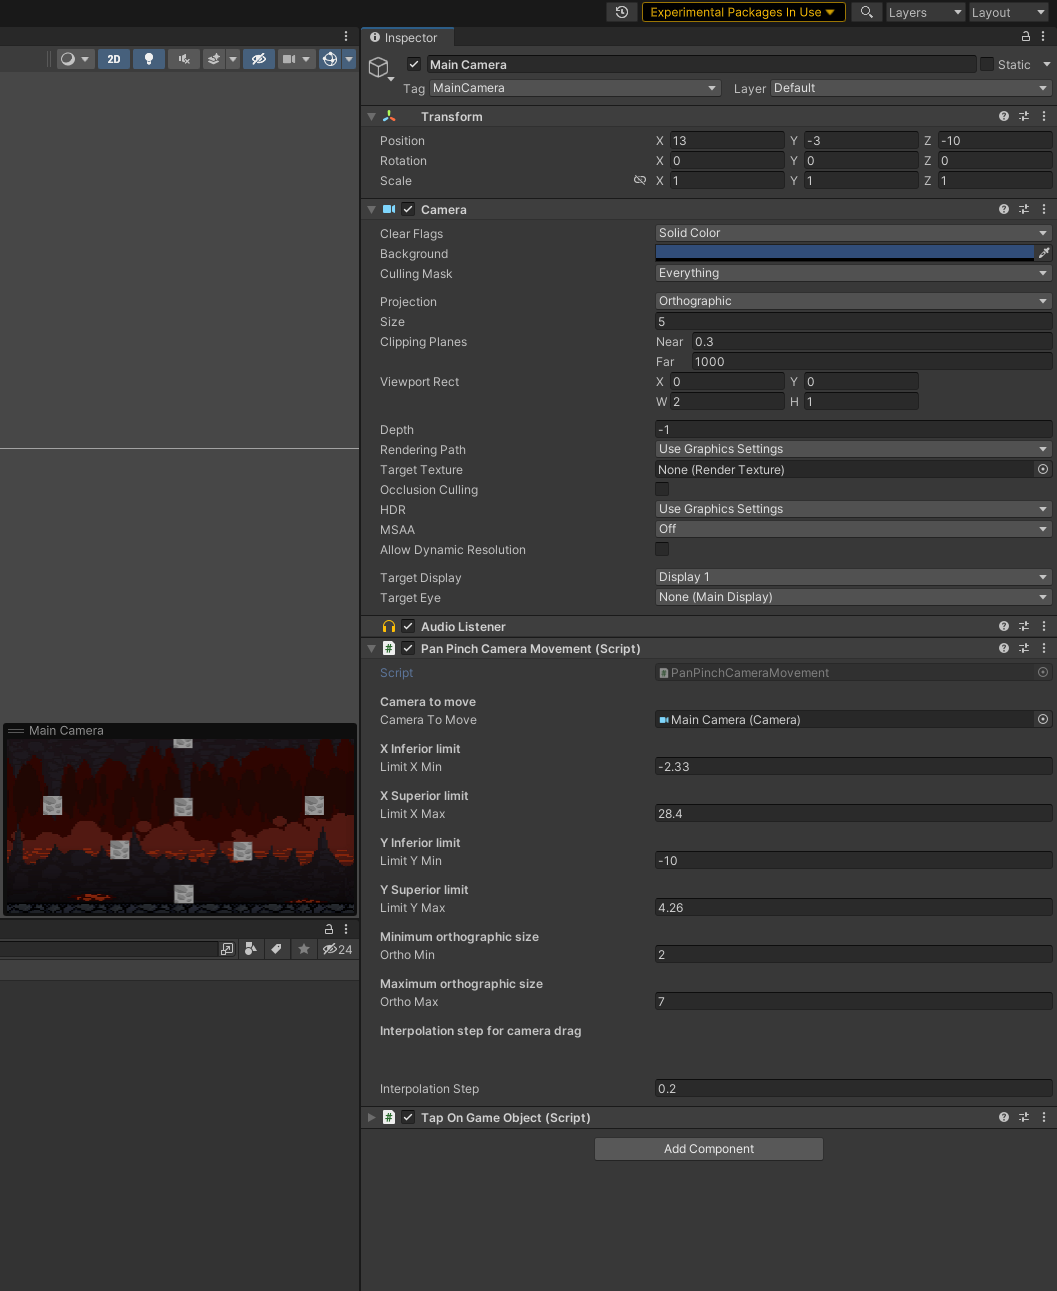 Experimental Packages In Use
Layers
Layout
Inspector
2D
Main Camera
Static
Tag MainCamera
Layer Default
Transform
Position X 13 Y -3 Z -10
Rotation X 0 Y 0 Z 0
Scale X 1 Y 1 Z 1
Camera
Clear Flags Solid Color
Background
Culling Mask Everything
Projection Orthographic
Size 5
Clipping Planes Near 0.3
Far 1000
Viewport Rect X 0 Y 0
W 2 H 1
Depth -1
Rendering Path Use Graphics Settings
Target Texture None (Render Texture)
Occlusion Culling
HDR Use Graphics Settings
MSAA Off
Allow Dynamic Resolution
Target Display Display 1
Target Eye None (Main Display)
Audio Listener
# Pan Pinch Camera Movement (Script)
Script # PanPinchCameraMovement
Camera to move
Camera To Move Main Camera (Camera)
Main Camera
X Inferior limit
Limit X Min -2.33
X Superior limit
Limit X Max 28.4
Y Inferior limit
Limit Y Min -10
Y Superior limit
Limit Y Max 4.26
Minimum orthographic size
Ortho Min 2
24
Maximum orthographic size
Ortho Max 7
Interpolation step for camera drag
Interpolation Step 0.2
# Tap On Game Object (Script)
Add Component